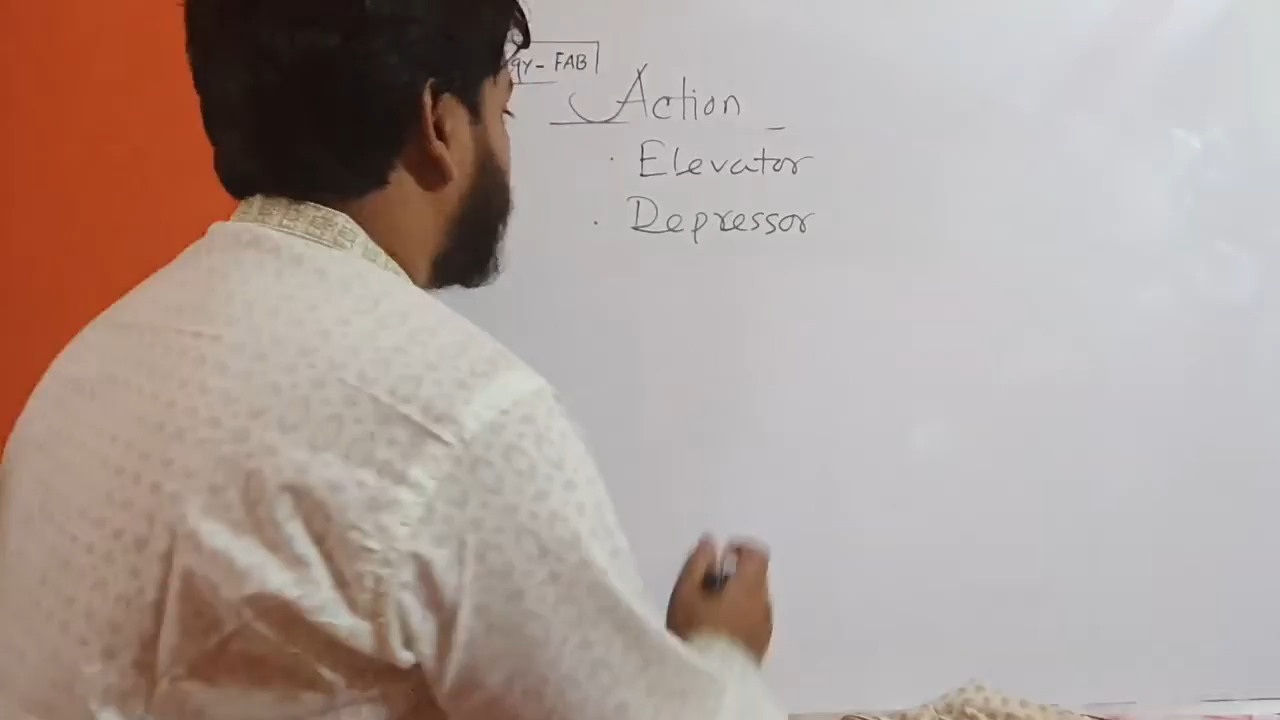 gy-FAB
Action
· Elevator
· Depressor